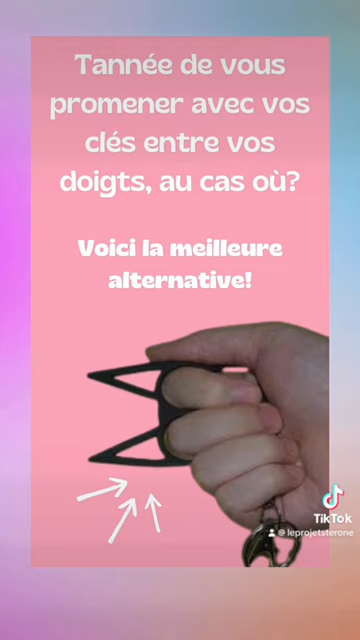 Tannée de vous
promener avec vos
clés entre vos
doigts, au cas où?
Voici la meilleure
alternative!
TikTok
@leprojetsterone